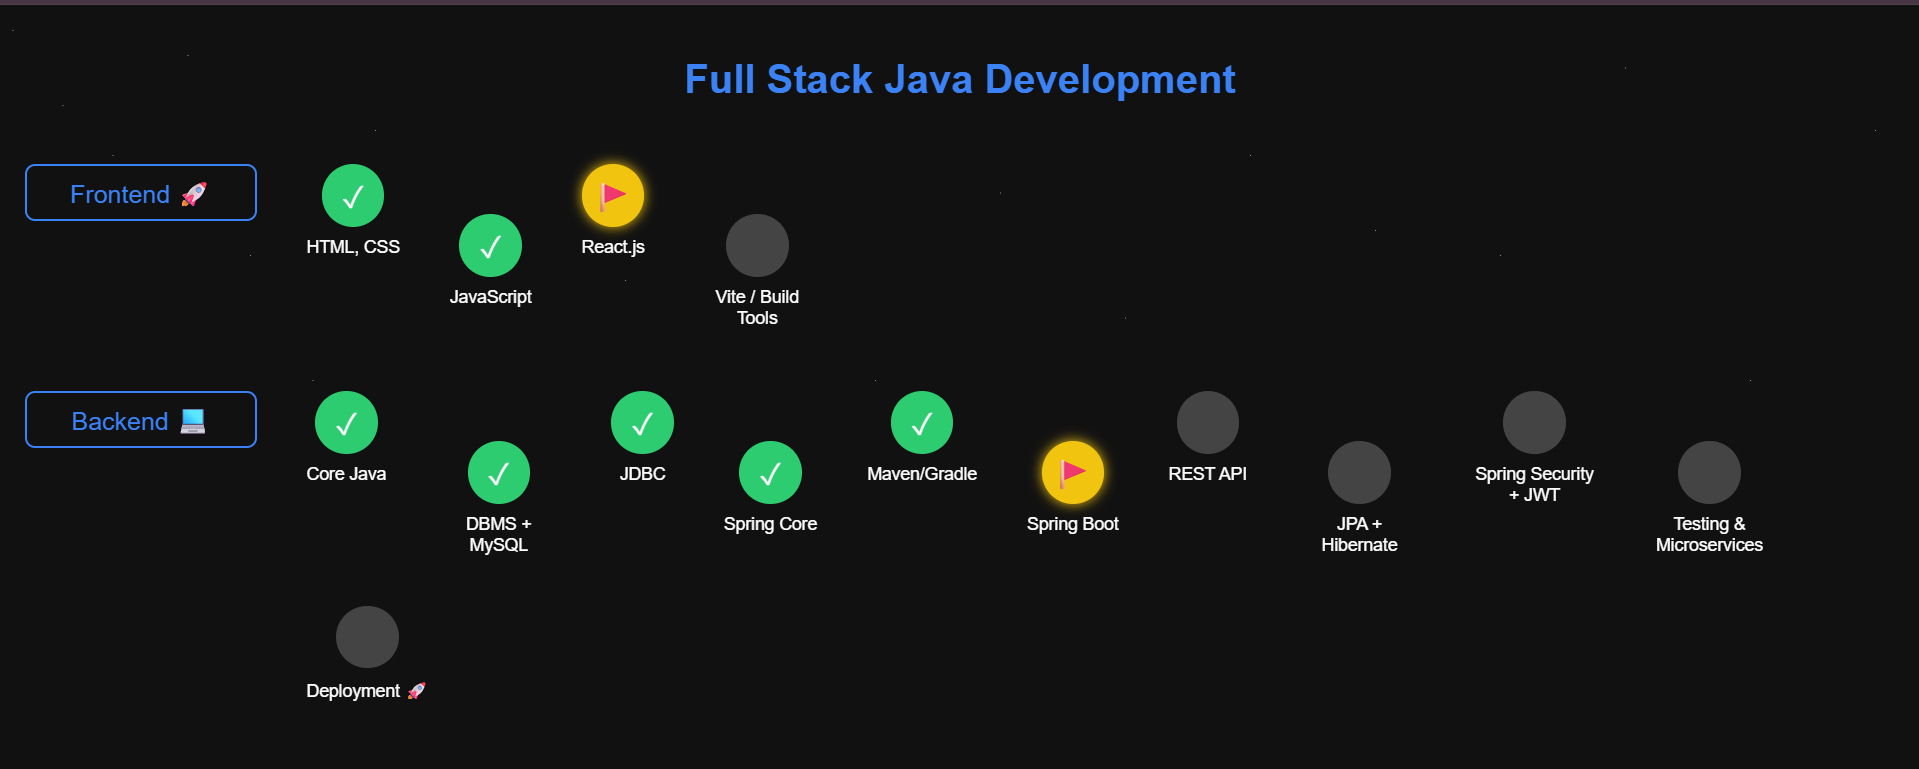 Full Stack Java Development
Frontend 🚀
✓
HTML, CSS
✓
JavaScript
🚩
React.js
Vite / Build
Tools
Backend 💻
✓
Core Java
✓
DBMS +
MySQL
✓
JDBC
✓
Spring Core
✓
Maven/Gradle
🚩
Spring Boot
REST API
JPA +
Hibernate
Spring Security
+ JWT
Testing &
Microservices
Deployment 🚀